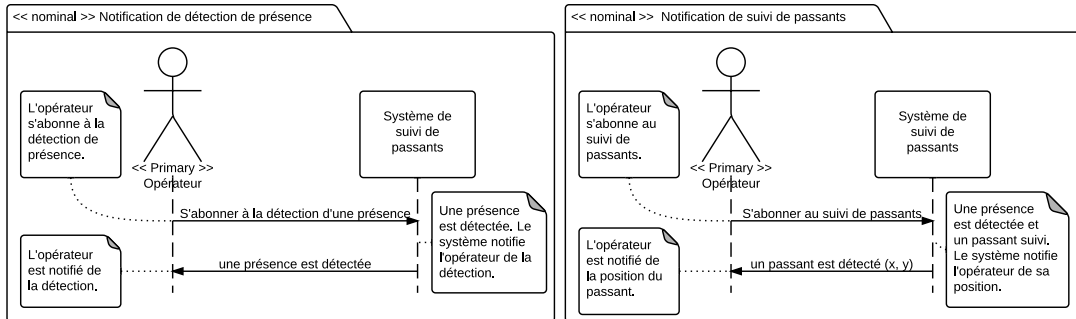 << nominal >> Notification de détection de présence
L'opérateur
s'abonne à la
détection de
présence.
Système de
suivi de
passants
<< Primary >>
Opérateur
S'abonner à la détection d'une présence
Une présence
est détectée. Le
système notifie
l'opérateur de la
détection.
L'opérateur
est notifié de
la détection.
une présence est détectée
<< nominal >> Notification de suivi de passants
L'opérateur
s'abonne au
suivi de
passants.
Système de
suivi de
passants
<< Primary >>
Opérateur
S'abonner au suivi de passants
Une présence
est détectée et
un passant suivi.
Le système notifie
l'opérateur de sa
position.
L'opérateur
est notifié de
la position du
passant.
un passant est détecté (x, y)